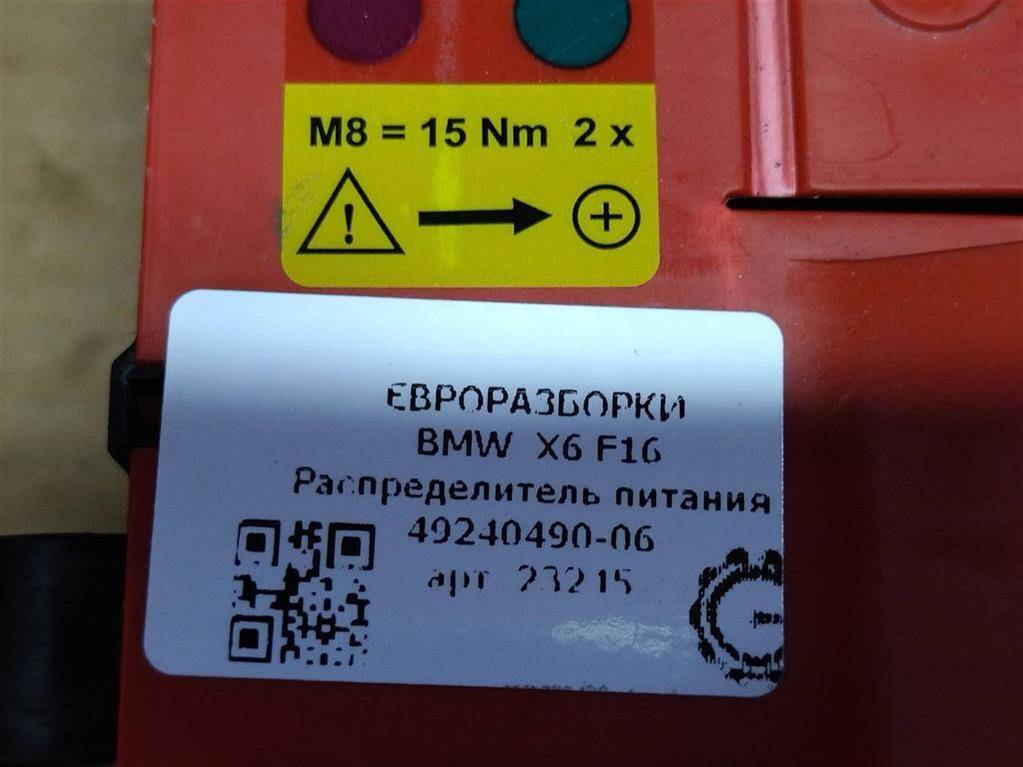 M8 = 15 Nm 2 x
ЕВРОРАЗБОРКИ
BMW X6 F16
Распределитель питания
49240490-06
арт 23215